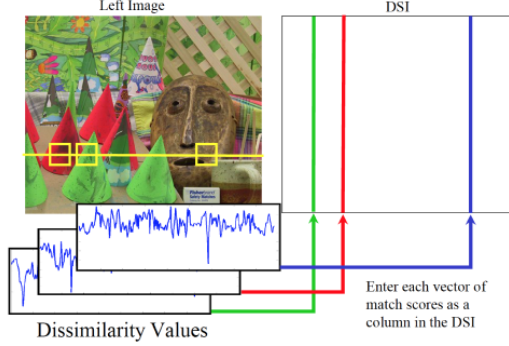 Left Image
DSI
Enter each vector of
match scores as a
column in the DSI
Dissimilarity Values